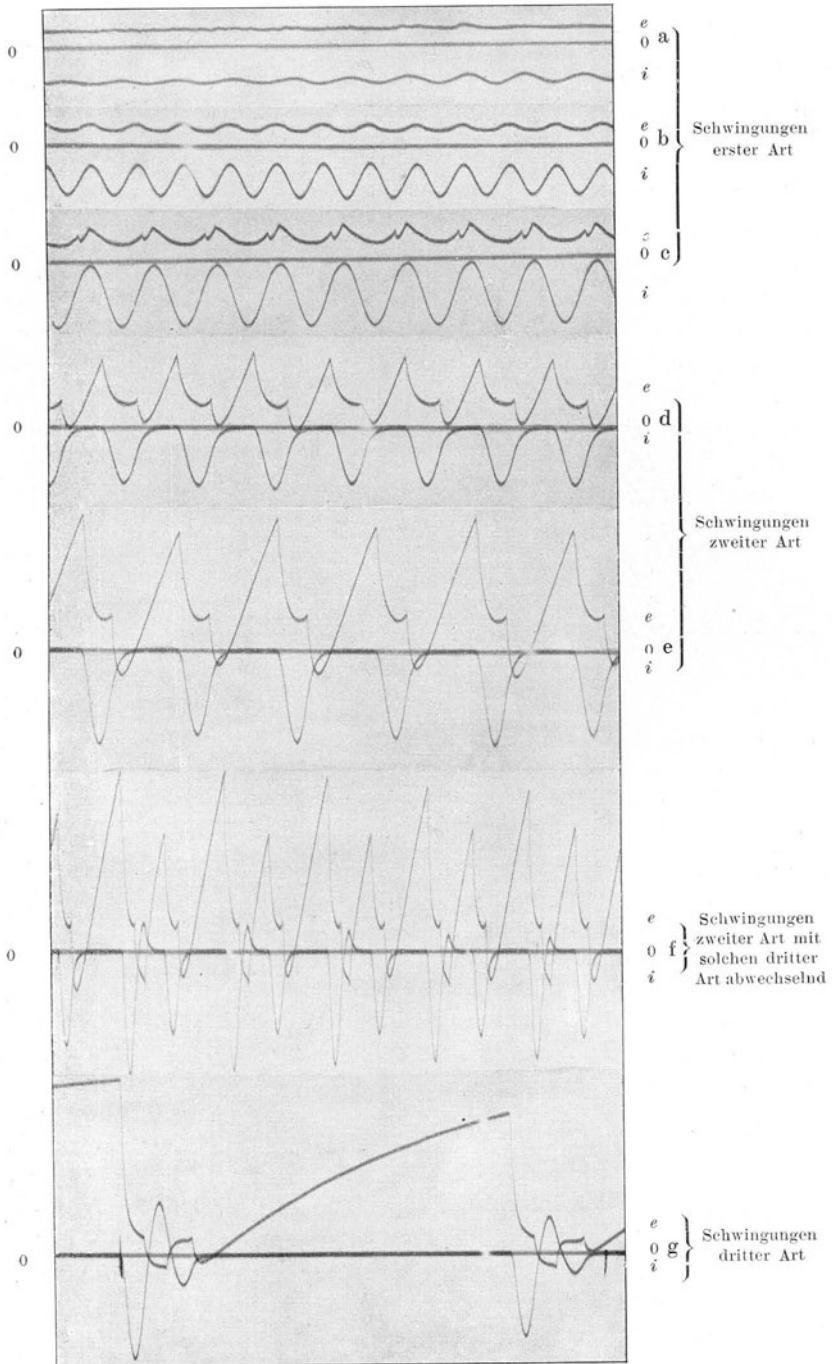 e
0 a
0
i
e
0 b
0
i
Schwingungen
erster Art
0 c
0
i
e
0 d
0
i
Schwingungen
zweiter Art
e
0 e
0
i
e
0 f
0
i
Schwingungen
zweiter Art mit
solchen dritter
Art abwechselnd
e
0 g
0
i
Schwingungen
dritter Art